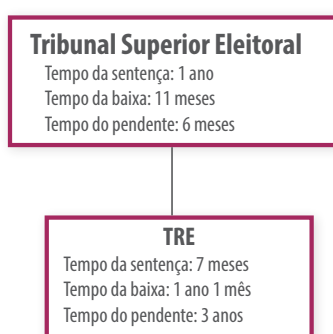 Tribunal Superior Eleitoral
Tempo da sentença: 1 ano
Tempo da baixa: 11 meses
Tempo do pendente: 6 meses
TRE
Tempo da sentença: 7 meses
Tempo da baixa: 1 ano 1 mês
Tempo do pendente: 3 anos